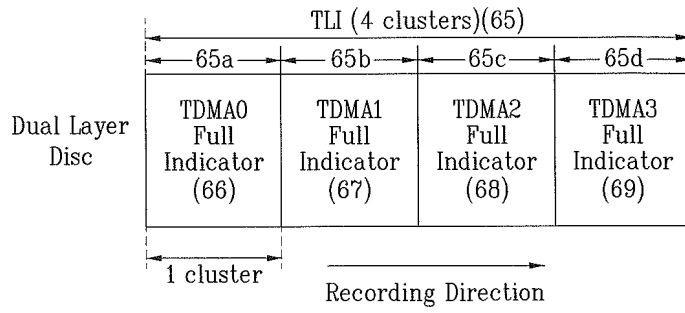 TLI (4 clusters)(65)
65a 65b 65c 65d
Dual Layer
Disc
TDMA0
Full
Indicator
(66)
TDMA1
Full
Indicator
(67)
TDMA2
Full
Indicator
(68)
TDMA3
Full
Indicator
(69)
1 cluster
Recording Direction